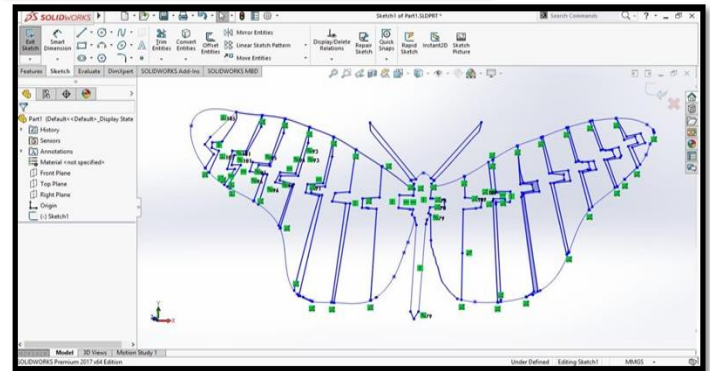 SOLIDWORKS
Sketch1 of Part1.SLDPRT *
Search Commands
Exit Sketch
Smart Dimension
Trim Entities
Convert Entities
Offset Entities
Mirror Entities
Linear Sketch Pattern
Move Entities
Display/Delete Relations
Repair Sketch
Quick Snaps
Rapid Sketch
Instant2D
Sketch Picture
Features
Sketch
Evaluate
DimXpert
SOLIDWORKS Add-Ins
SOLIDWORKS MBD
Part1 (Default<<Default>_Display State
History
Sensors
Annotations
Material <not specified>
Front Plane
Top Plane
Right Plane
Origin
(-) Sketch1
Model
3D Views
Motion Study 1
SOLIDWORKS Premium 2017 x64 Edition
Under Defined
Editing Sketch1
MMGS